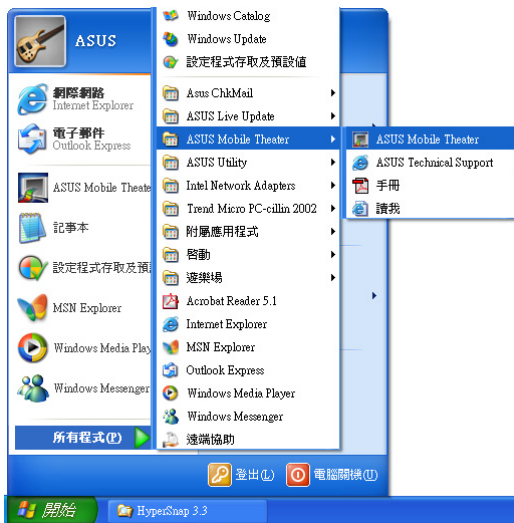 ASUS
網際網路
Internet Explorer
電子郵件
Outlook Express
ASUS Mobile Theate
記事本
設定程式存取及預
MSN Explorer
Windows Media Play
Windows Messenger
所有程式(P)
Windows Catalog
Windows Update
設定程式存取及預設值
Asus ChkMail
ASUS Live Update
ASUS Mobile Theater
ASUS Utility
Intel Network Adapters
Trend Micro PC-cillin 2002
附屬應用程式
啟動
遊樂場
Acrobat Reader 5.1
Internet Explorer
MSN Explorer
Outlook Express
Windows Media Player
Windows Messenger
遠端協助
ASUS Mobile Theater
ASUS Technical Support
手冊
讀我
登出(L)
電腦關機(U)
開始
HyperSnap 3.3